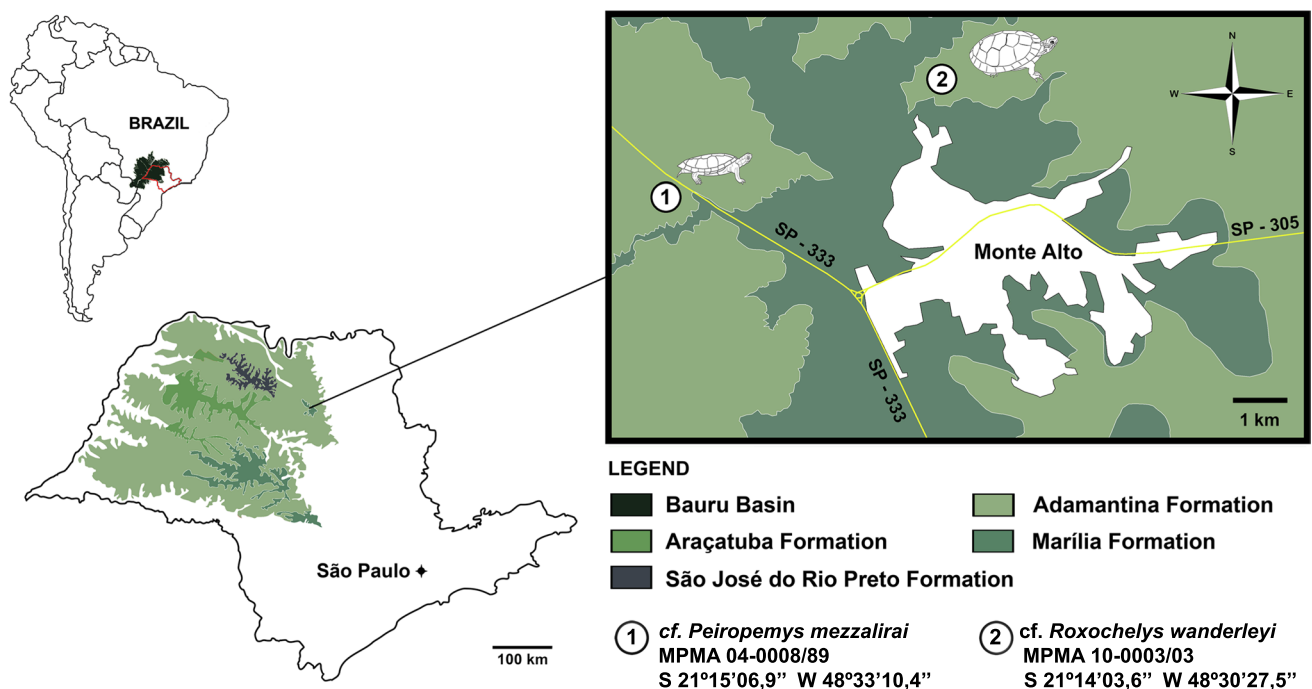 BRAZIL
São Paulo
100 km
N
W
E
S
1
2
SP - 333
SP - 305
Monte Alto
SP - 333
1 km
LEGEND
Bauru Basin
Adamantina Formation
Araçatuba Formation
Marília Formation
São José do Rio Preto Formation
1 cf. Peiropemys mezzalirai
MPMA 04-0008/89
S 21º15’06,9” W 48º33’10,4”
2 cf. Roxochelys wanderleyi
MPMA 10-0003/03
S 21º14’03,6” W 48º30’27,5”